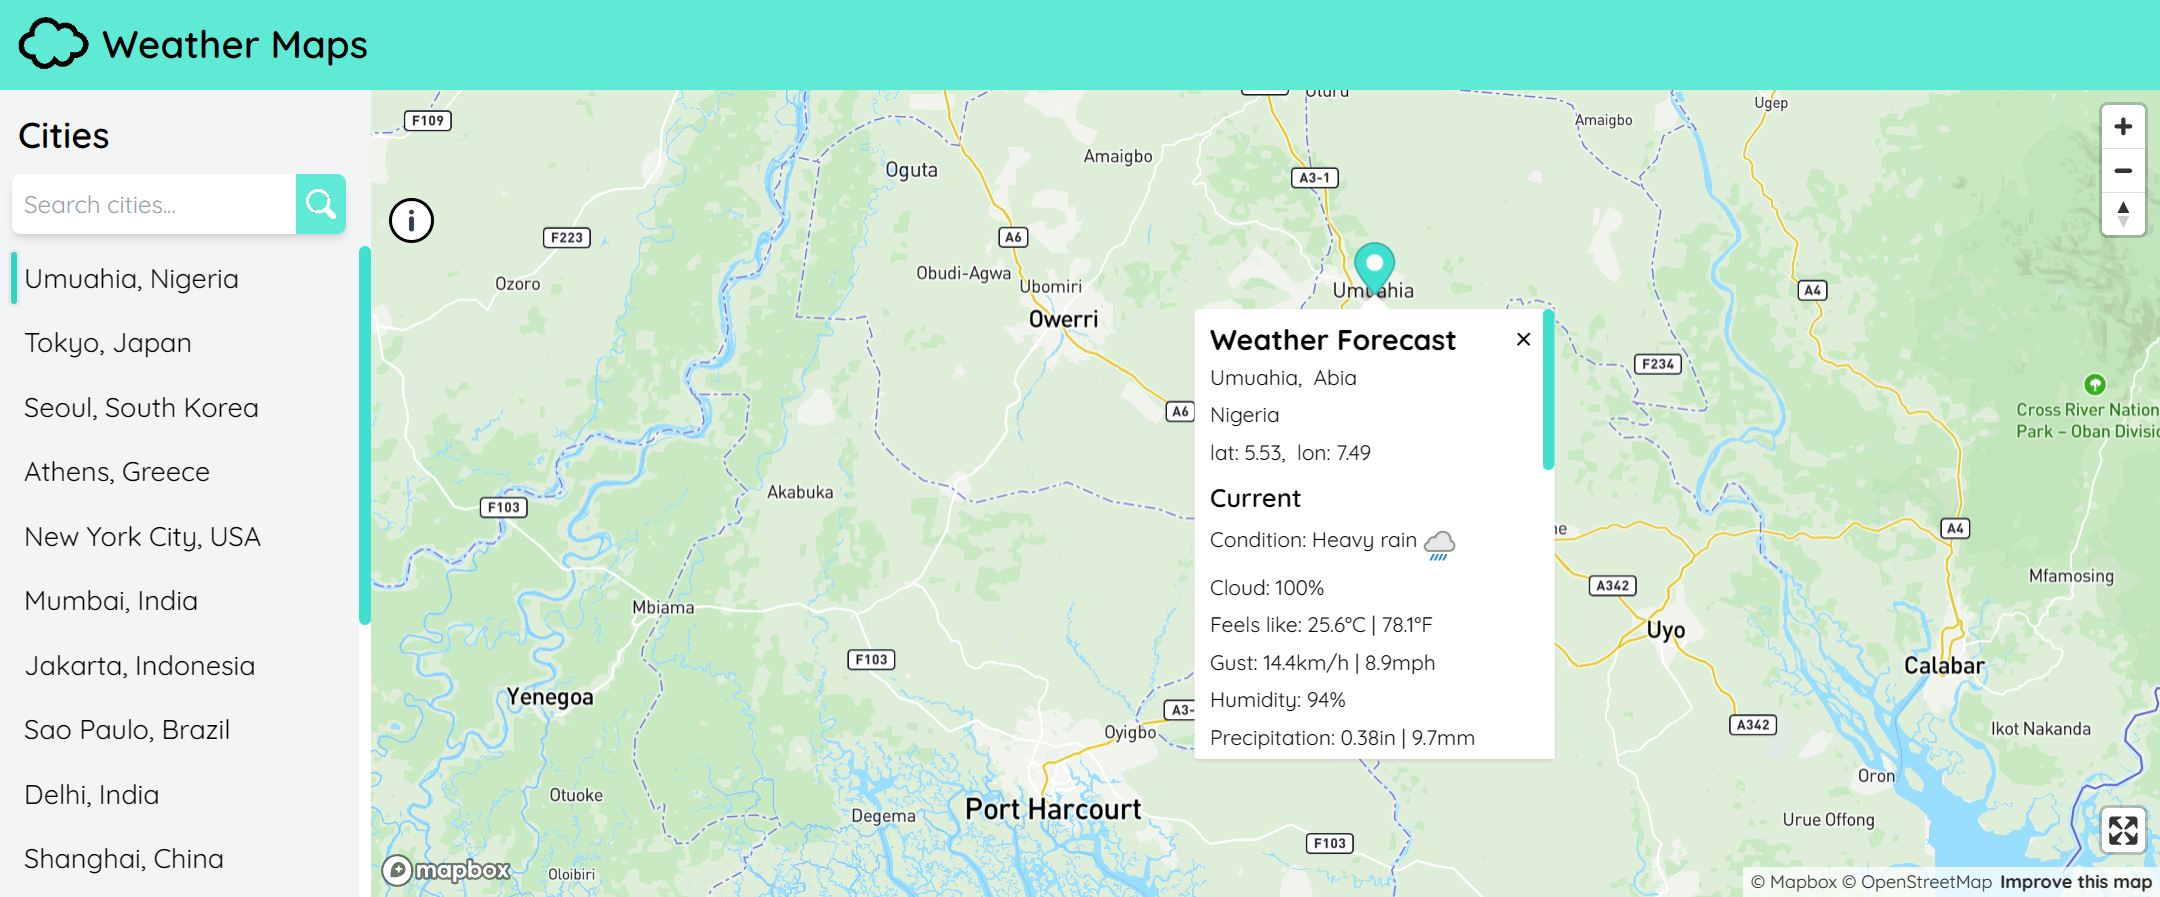 Weather Maps
Cities
Search cities...
Umuahia, Nigeria
Tokyo, Japan
Seoul, South Korea
Athens, Greece
New York City, USA
Mumbai, India
Jakarta, Indonesia
Sao Paulo, Brazil
Delhi, India
Shanghai, China
F109
Amaigbo
Ugep
Oguta
Amaigbo
A3-1
F223
A6
Obudi-Agwa
Ubomiri
Ozoro
Owerri
Umuahia
A4
A6
F234
Cross River Nation
Park – Oban Divisi
Weather Forecast
Umuahia, Abia
Nigeria
lat: 5.53, lon: 7.49
Current
Condition: Heavy rain
Cloud: 100%
Feels like: 25.6°C | 78.1°F
Gust: 14.4km/h | 8.9mph
Humidity: 94%
Precipitation: 0.38in | 9.7mm
Akabuka
F103
A4
Mbiama
A342
Mfamosing
Uyo
F103
Calabar
Yenegoa
A3-
Oyigbo
A342
Ikot Nakanda
Otuoke
Port Harcourt
Degema
Oron
Urue Offong
F103
Oloibiri
mapbox
© Mapbox © OpenStreetMap Improve this map